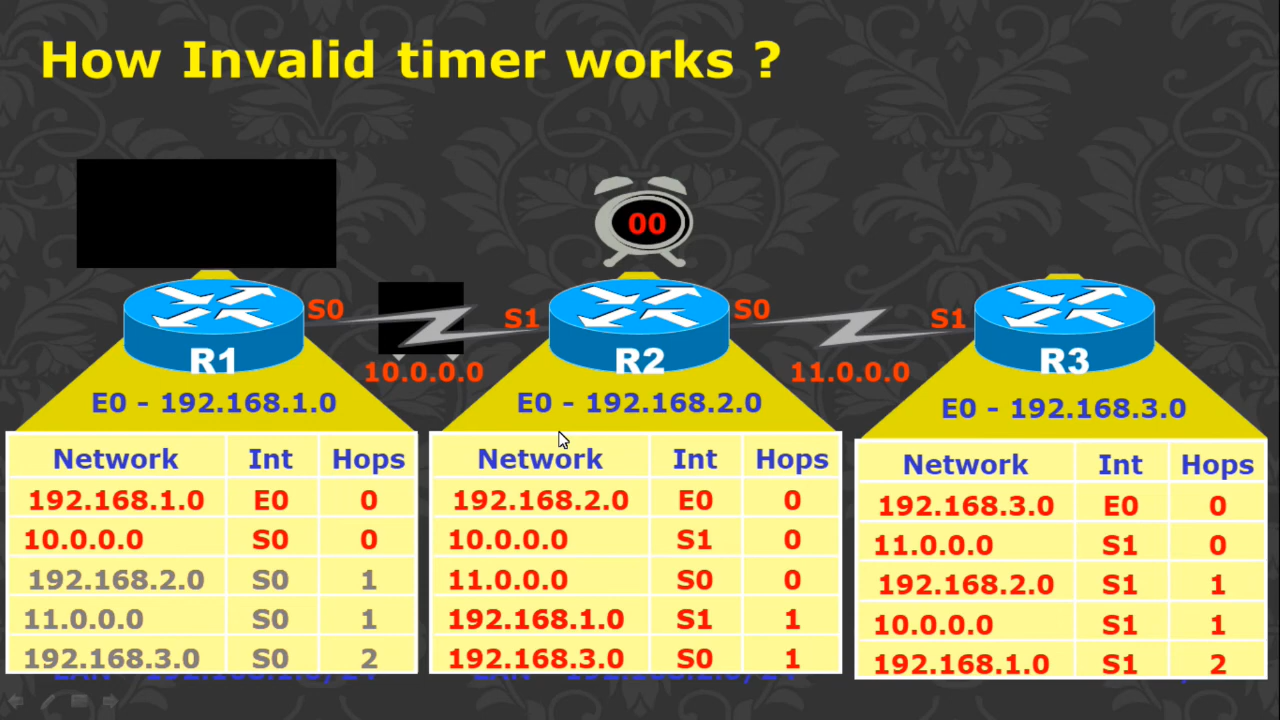 How Invalid timer works ?
00
S0
S1
S0
S1
R1
R2
R3
10.0.0.0
11.0.0.0
E0 - 192.168.1.0
E0 - 192.168.2.0
E0 - 192.168.3.0
Network Int Hops
192.168.1.0 E0 0
10.0.0.0 S0 0
192.168.2.0 S0 1
11.0.0.0 S0 1
192.168.3.0 S0 2
Network Int Hops
192.168.2.0 E0 0
10.0.0.0 S1 0
11.0.0.0 S0 0
192.168.1.0 S1 1
192.168.3.0 S0 1
Network Int Hops
192.168.3.0 E0 0
11.0.0.0 S1 0
192.168.2.0 S1 1
10.0.0.0 S1 1
192.168.1.0 S1 2